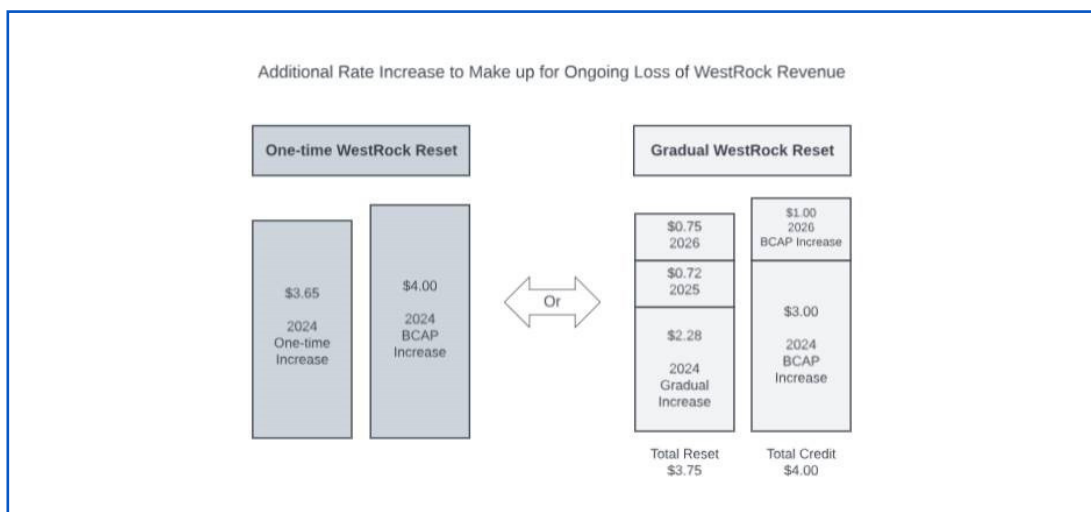 Additional Rate Increase to Make up for Ongoing Loss of WestRock Revenue
One-time WestRock Reset
$3.65
2024
One-time
Increase
$4.00
2024
BCAP
Increase
Or
Gradual WestRock Reset
$0.75
2026
$0.72
2025
$2.28
2024
Gradual
Increase
Total Reset
$3.75
$1.00
2026
BCAP Increase
$3.00
2024
BCAP
Increase
Total Credit
$4.00